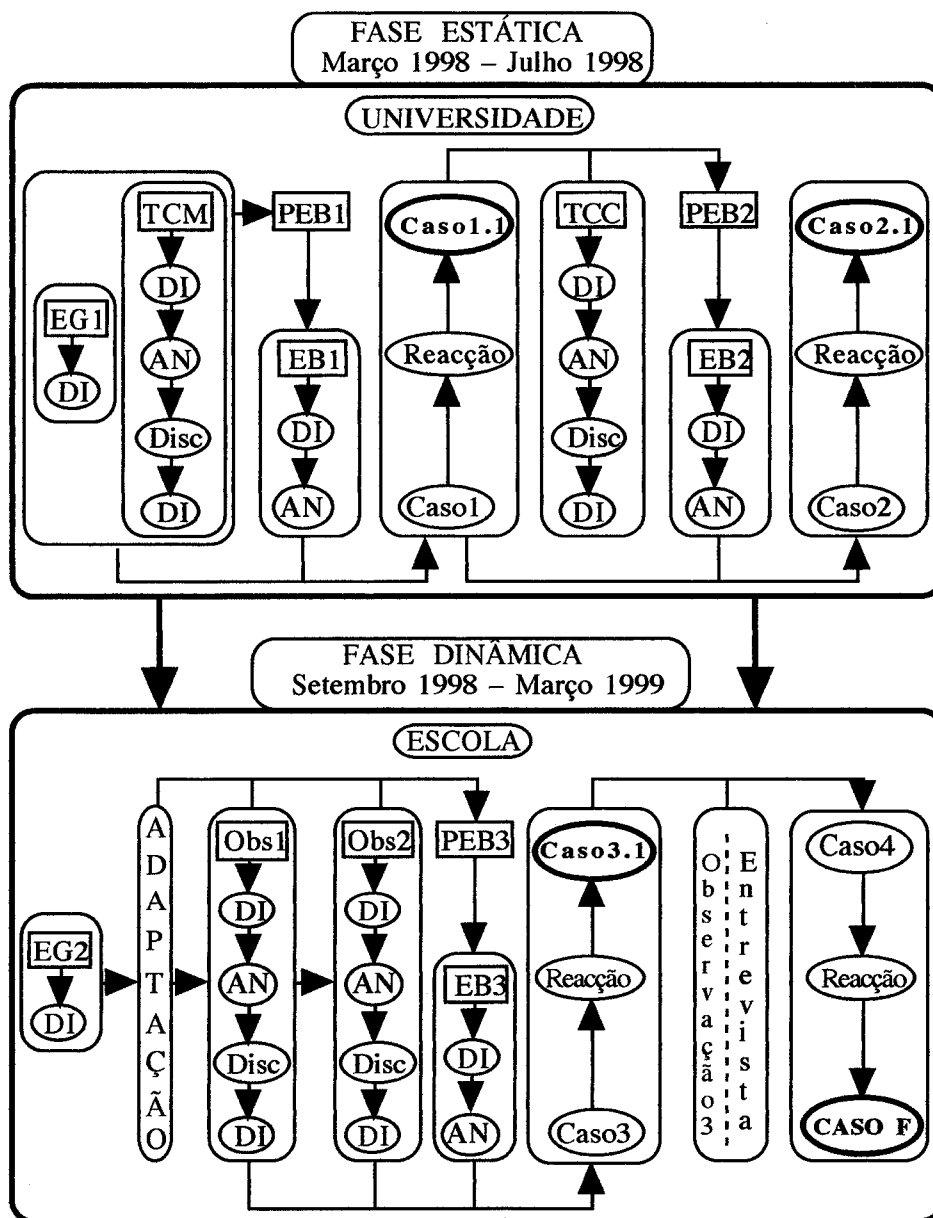 FASE ESTÁTICA
Março 1998 – Julho 1998
UNIVERSIDADE
EG1
DI
TCM
DI
AN
Disc
DI
PEB1
EB1
DI
AN
Caso1.1
Reacção
Caso1
TCC
DI
AN
Disc
DI
PEB2
EB2
DI
AN
Caso2.1
Reacção
Caso2
FASE DINÂMICA
Setembro 1998 – Março 1999
ESCOLA
EG2
DI
ADAPTAÇÃO
Obs1
DI
AN
Disc
DI
Obs2
DI
AN
Disc
DI
PEB3
EB3
DI
AN
Caso3.1
Reacção
Caso3
Observação3
Entrevista
Caso4
Reacção
CASO F